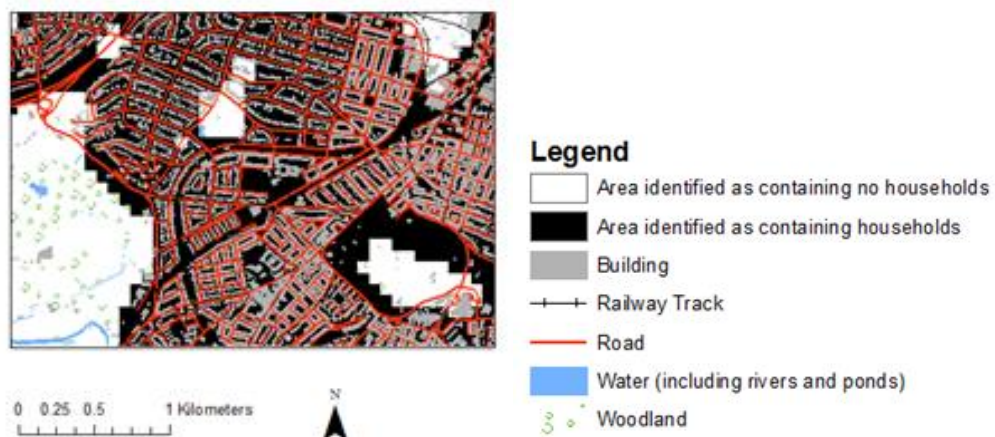 Legend
Area identified as containing no households
Area identified as containing households
Building
Railway Track
Road
Water (including rivers and ponds)
Woodland
0 0.25 0.5 1 Kilometers
N